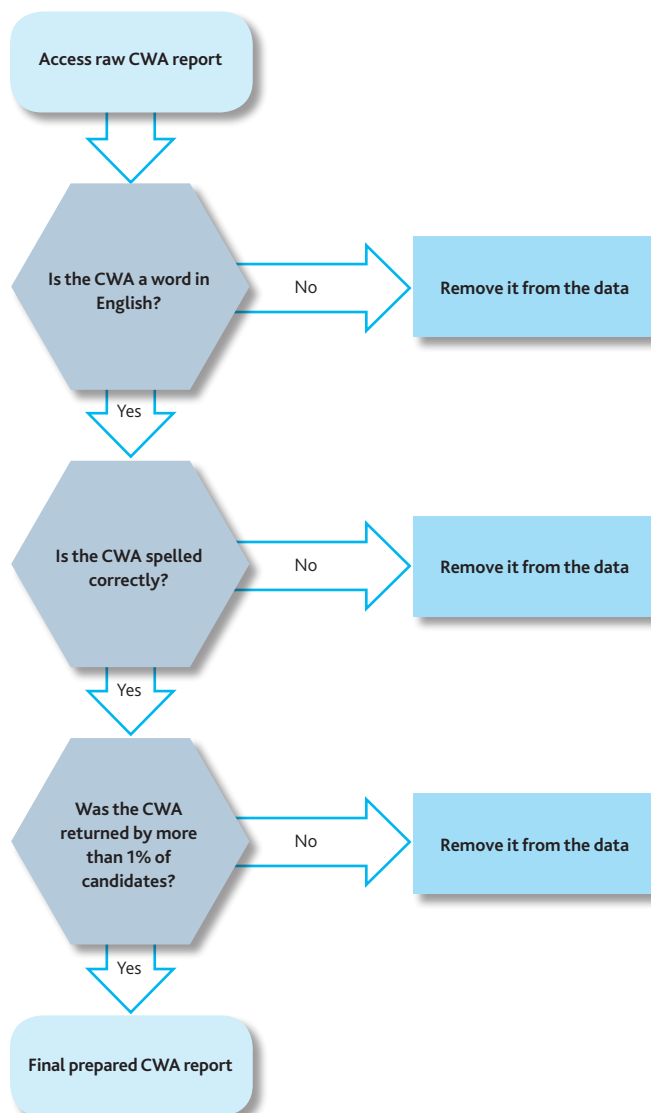 Access raw CWA report
Is the CWA a word in
English?
No
Remove it from the data
Yes
Is the CWA spelled
correctly?
No
Remove it from the data
Yes
Was the CWA
returned by more
than 1% of
candidates?
No
Remove it from the data
Yes
Final prepared CWA report